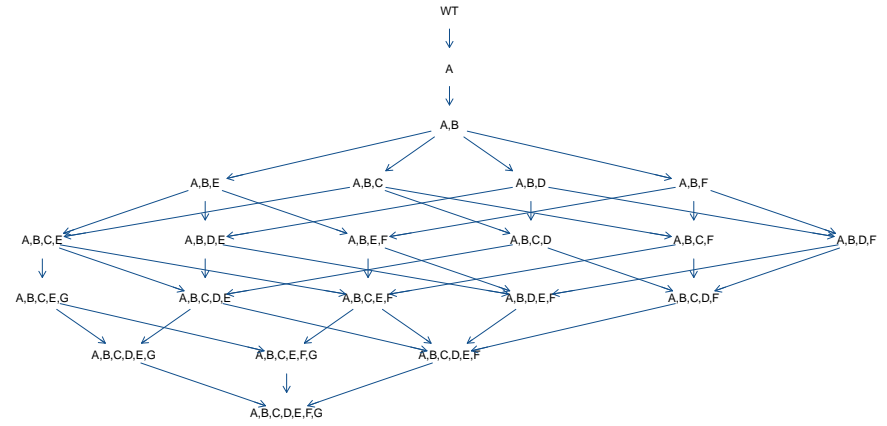 WT
A
A,B
A,B,E
A,B,C
A,B,D
A,B,F
A,B,C,E
A,B,D,E
A,B,E,F
A,B,C,D
A,B,C,F
A,B,D,F
A,B,C,E,G
A,B,C,D,E
A,B,C,E,F
A,B,D,E,F
A,B,C,D,F
A,B,C,D,E,G
A,B,C,E,F,G
A,B,C,D,E,F
A,B,C,D,E,F,G